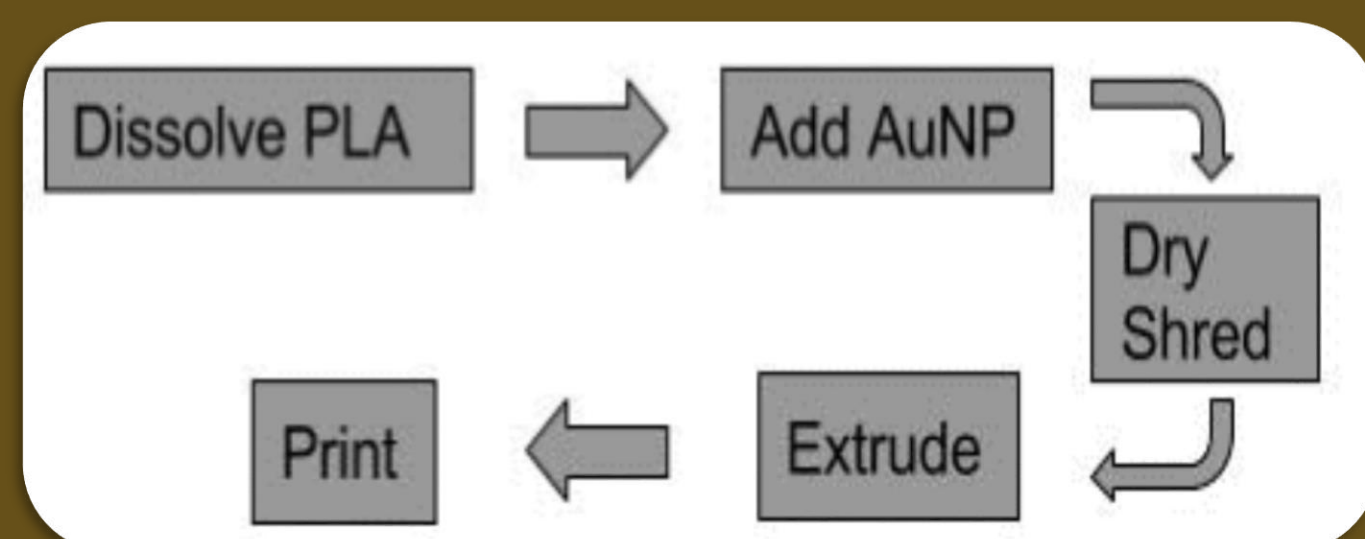 Dissolve PLA
Add AuNP
Dry
Shred
Extrude
Print